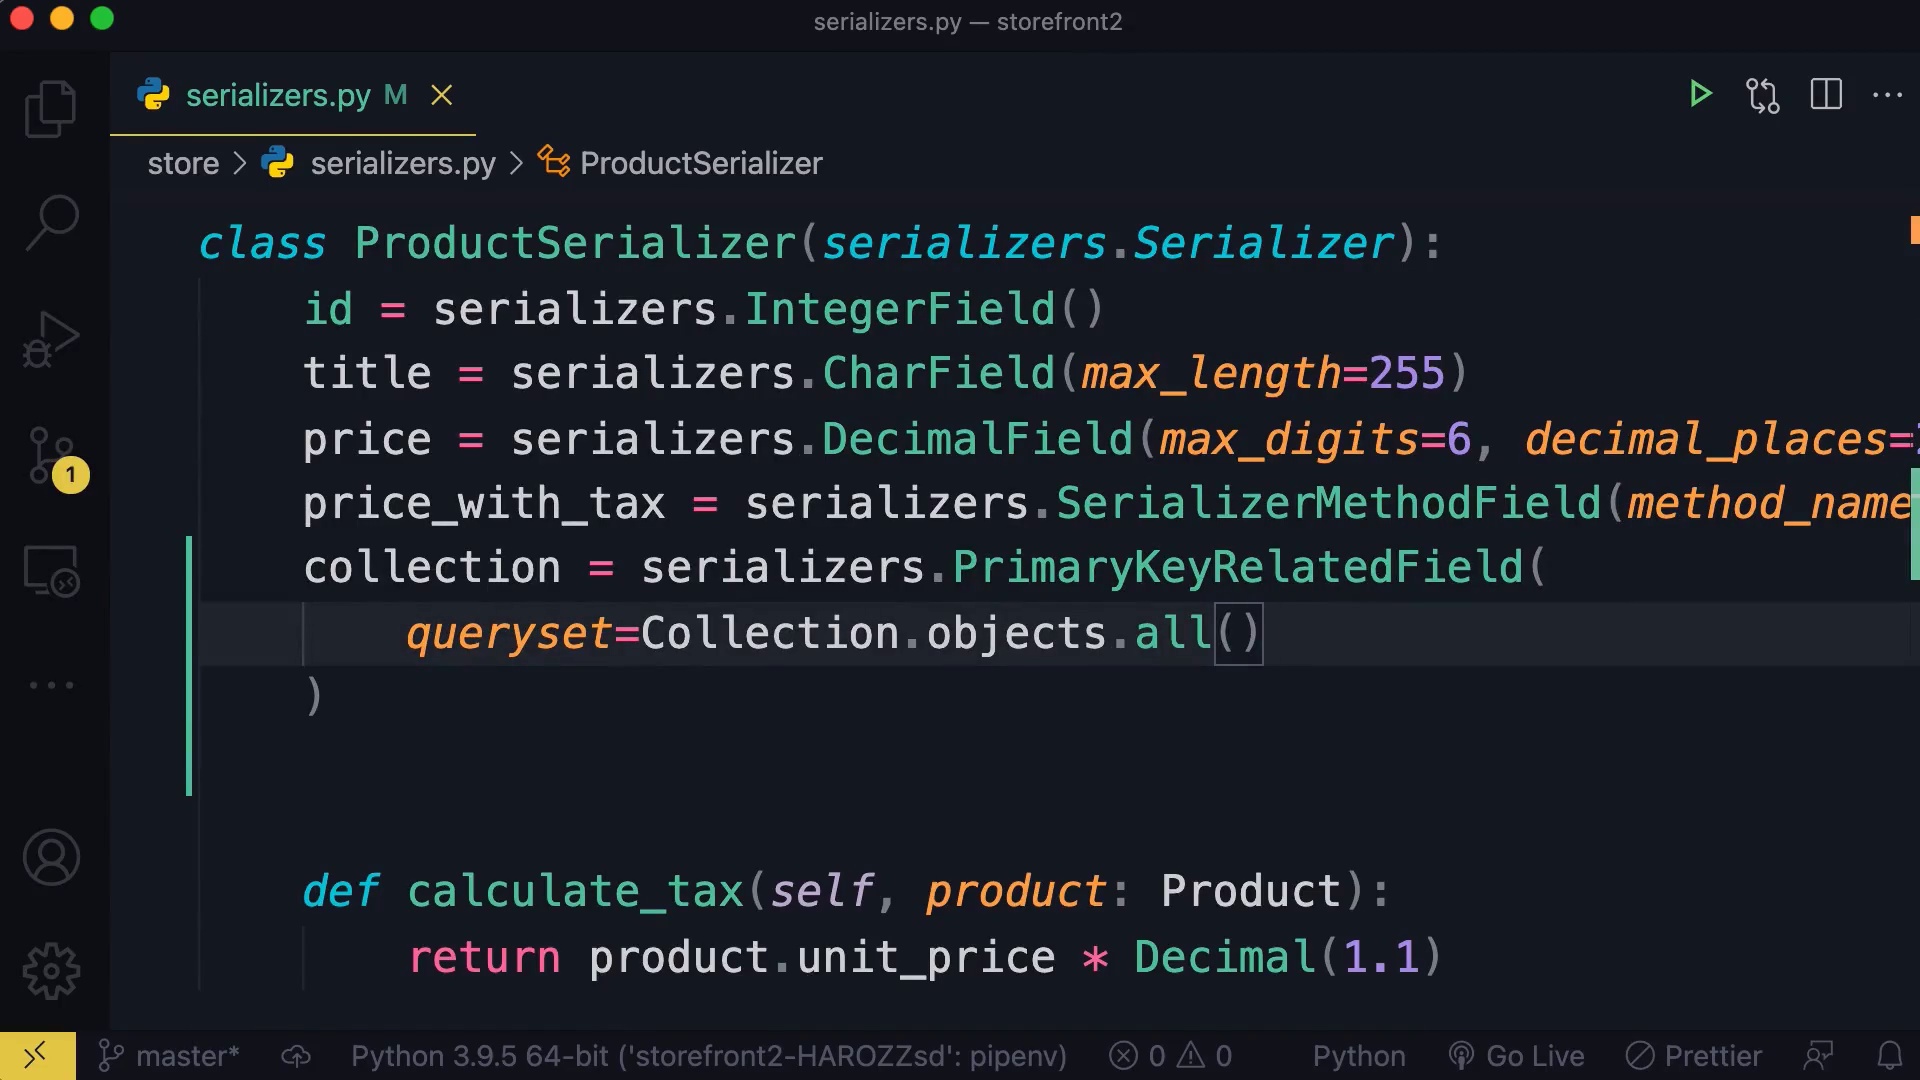 serializers.py — storefront2
serializers.py M
store > serializers.py > ProductSerializer
class ProductSerializer(serializers.Serializer):
id = serializers.IntegerField()
title = serializers.CharField(max_length=255)
price = serializers.DecimalField(max_digits=6, decimal_places=
price_with_tax = serializers.SerializerMethodField(method_name
collection = serializers.PrimaryKeyRelatedField(
queryset=Collection.objects.all()
)
1
def calculate_tax(self, product: Product):
return product.unit_price * Decimal(1.1)
master* Python 3.9.5 64-bit ('storefront2-HAROZZsd': pipenv) 0 0 Python Go Live Prettier